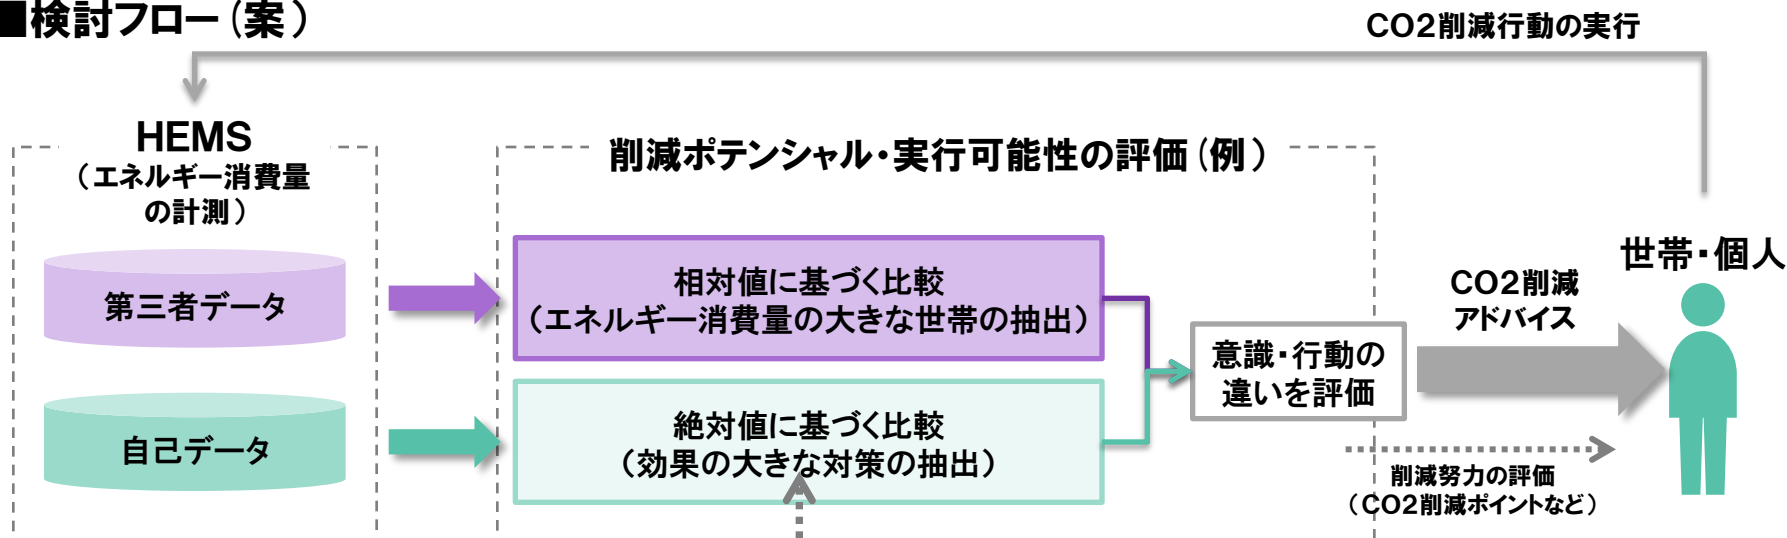 ■検討フロー（案）
CO2削減行動の実行
HEMS
（エネルギー消費量
の計測）
第三者データ
自己データ
削減ポテンシャル・実行可能性の評価（例）
相対値に基づく比較
（エネルギー消費量の大きな世帯の抽出）
絶対値に基づく比較
（効果の大きな対策の抽出）
意識・行動の
違いを評価
CO2削減
アドバイス
世帯・個人
削減努力の評価
（CO2削減ポイントなど）